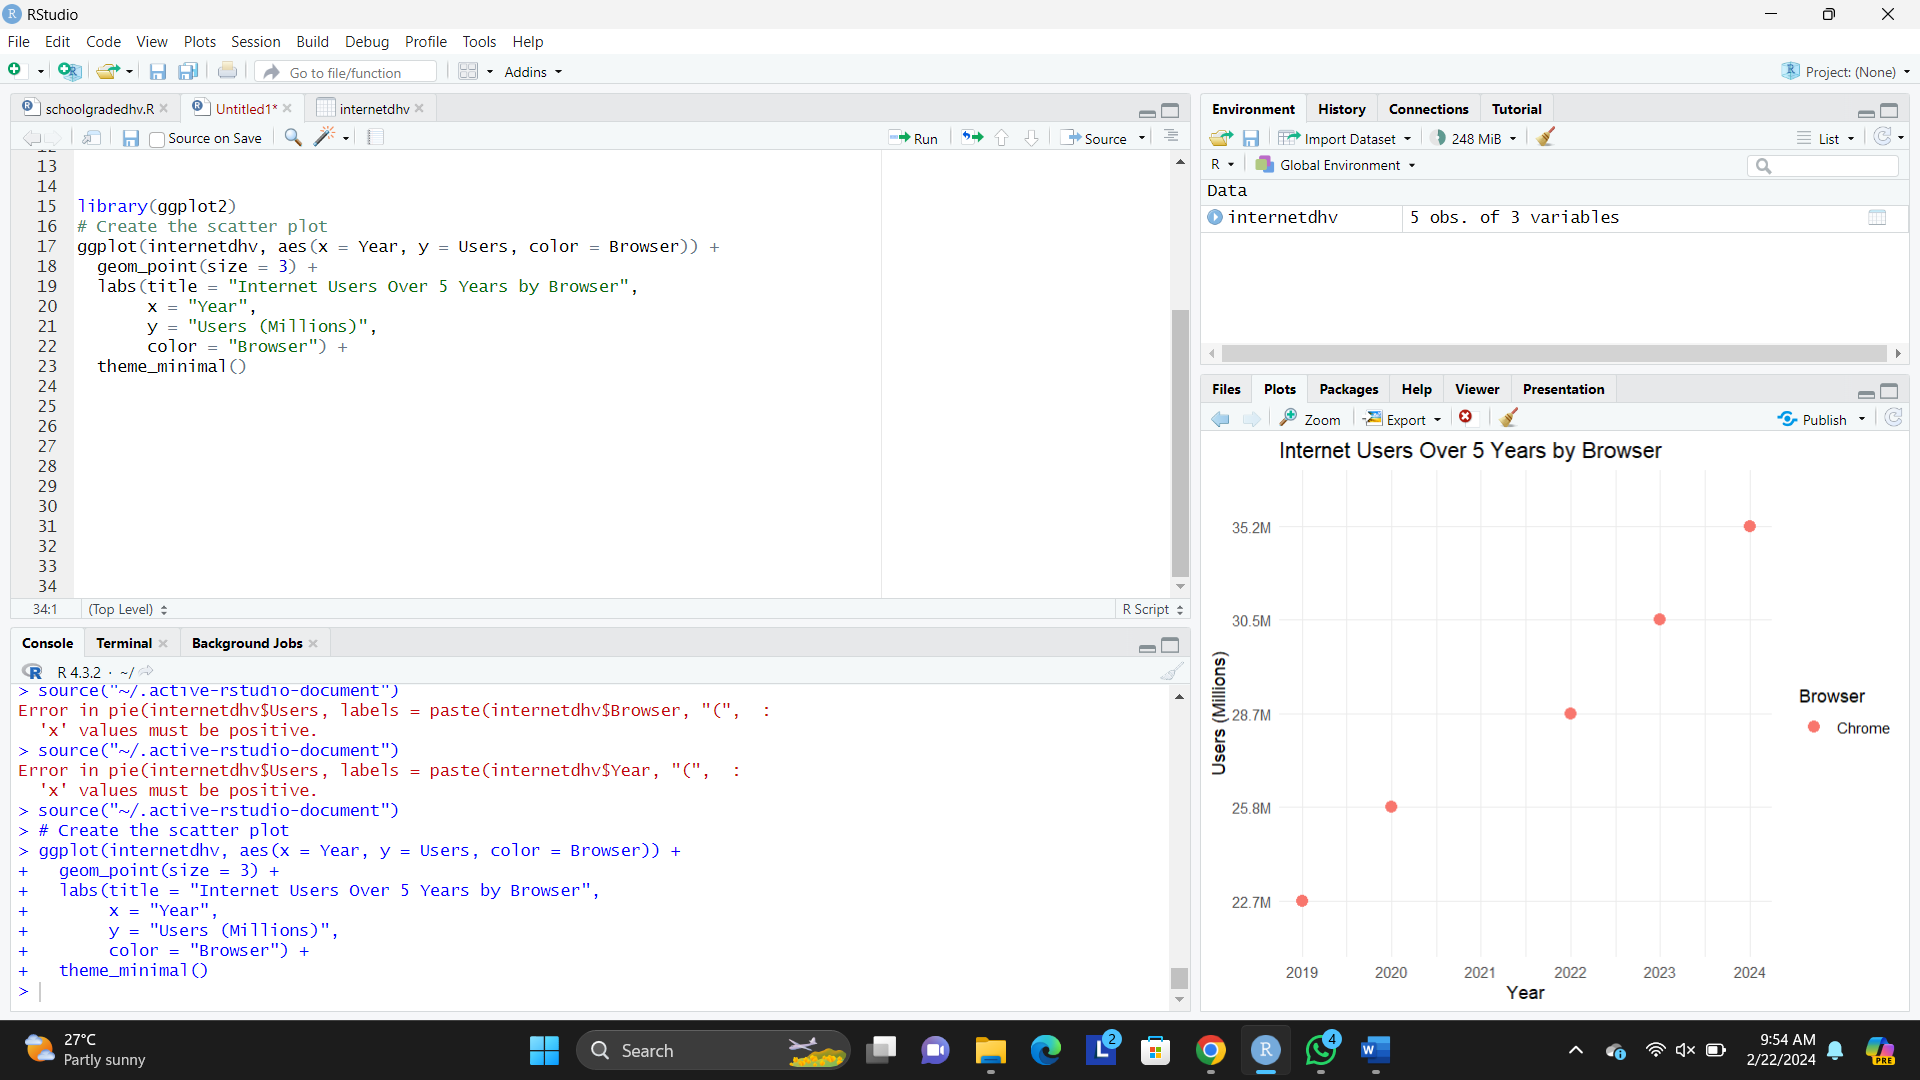 RStudio
File Edit Code View Plots Session Build Debug Profile Tools Help
Go to file/function Addins Project: (None)
schoolgradedhv.R Untitled1* internetdhv
Source on Save Run Source
13
14
15 library(ggplot2)
16 # Create the scatter plot
17 ggplot(internetdhv, aes(x = Year, y = Users, color = Browser)) +
18 geom_point(size = 3) +
19 labs(title = "Internet Users Over 5 Years by Browser",
20 x = "Year",
21 y = "Users (Millions)",
22 color = "Browser") +
23 theme_minimal()
24
25
26
27
28
29
30
31
32
33
34
34:1 (Top Level) R Script
Console Terminal Background Jobs
R 4.3.2 · ~/
> source("~/.active-rstudio-document")
Error in pie(internetdhv$Users, labels = paste(internetdhv$Browser, "(", :
'x' values must be positive.
> source("~/.active-rstudio-document")
Error in pie(internetdhv$Users, labels = paste(internetdhv$Year, "(", :
'x' values must be positive.
> source("~/.active-rstudio-document")
> # Create the scatter plot
> ggplot(internetdhv, aes(x = Year, y = Users, color = Browser)) +
+ geom_point(size = 3) +
+ labs(title = "Internet Users Over 5 Years by Browser",
+ x = "Year",
+ y = "Users (Millions)",
+ color = "Browser") +
+ theme_minimal()
>
Environment History Connections Tutorial
Import Dataset 248 MiB List
R Global Environment
Data
internetdhv 5 obs. of 3 variables
Files Plots Packages Help Viewer Presentation
Zoom Export Publish
Internet Users Over 5 Years by Browser
35.2M
30.5M
28.7M
25.8M
22.7M
Users (Millions)
2019 2020 2021 2022 2023 2024
Year
Browser
Chrome
27°C
Partly sunny
Search
2
4
9:54 AM
2/22/2024
PRE